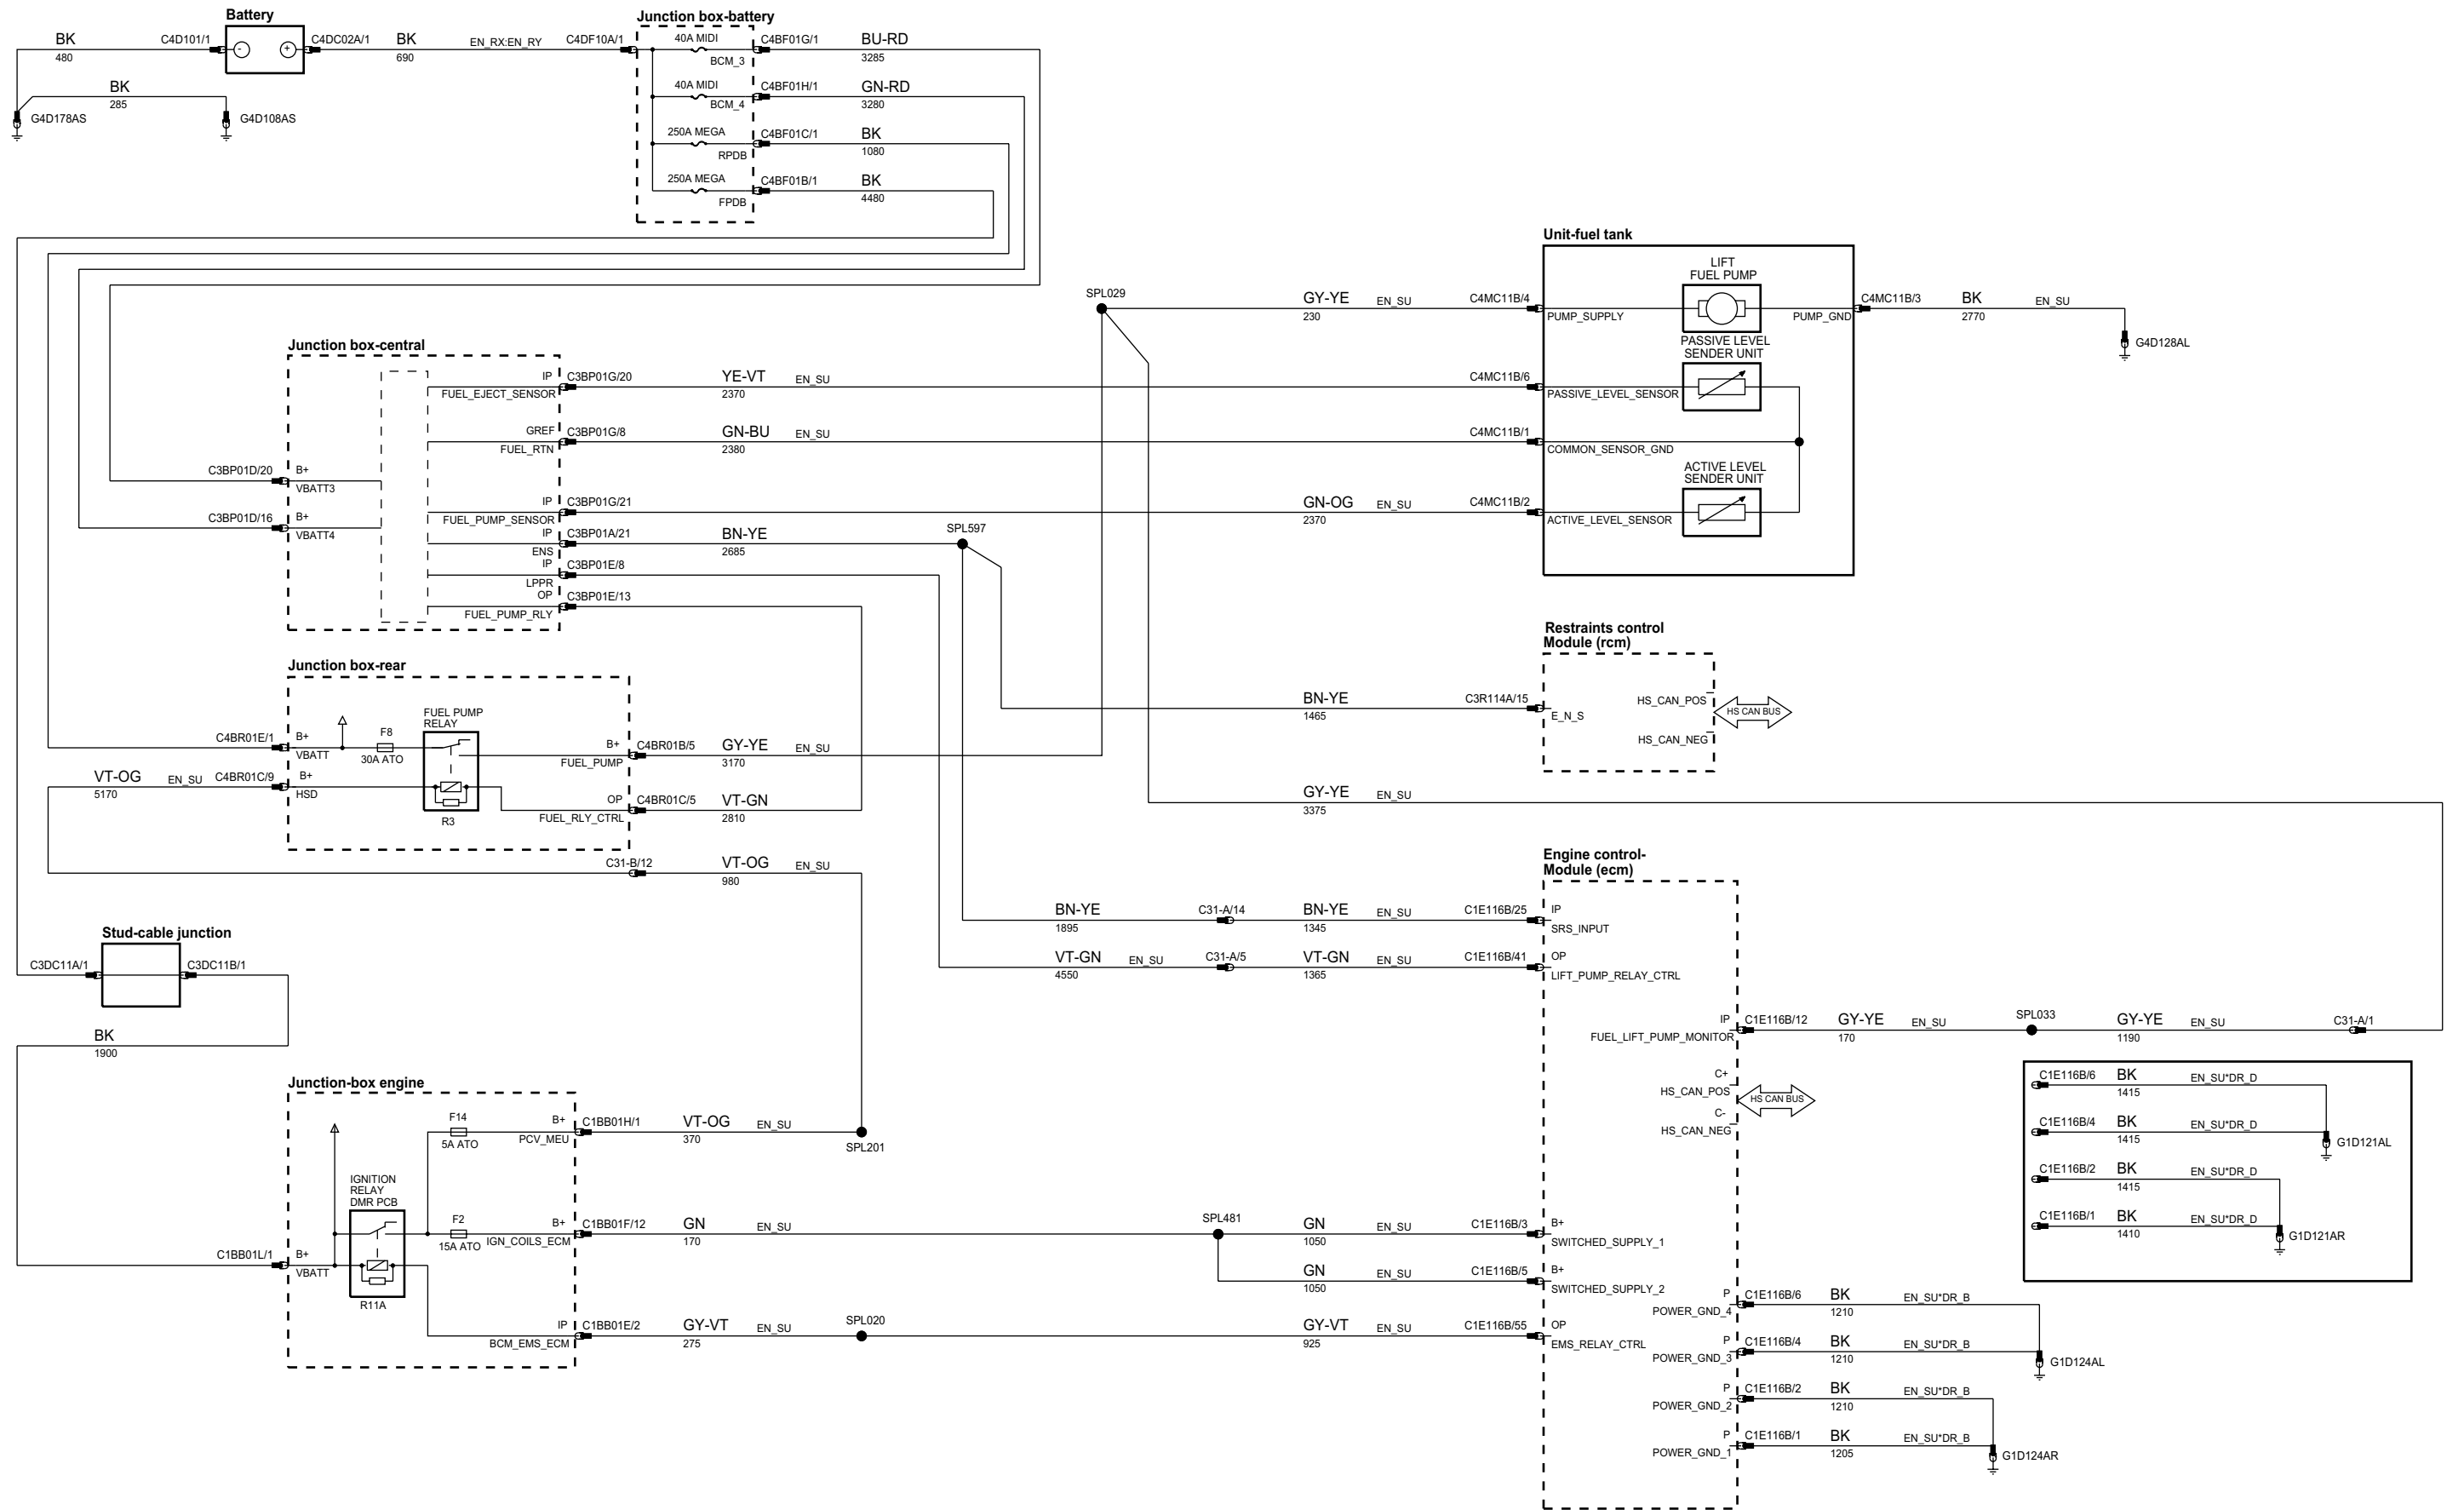 Battery
BK
480
C4D101/1
-
+
C4DC02A/1
BK
690
EN_RX:EN_RY
C4DF10A/1
BK
285
G4D178AS
G4D108AS
Junction box-battery
40A MIDI
BCM_3
C4BF01G/1
BU-RD
3285
40A MIDI
BCM_4
C4BF01H/1
GN-RD
3280
250A MEGA
RPDB
C4BF01C/1
BK
1080
250A MEGA
FPDB
C4BF01B/1
BK
4480
Unit-fuel tank
LIFT
FUEL PUMP
SPL029
GY-YE
230
EN_SU
C4MC11B/4
PUMP_SUPPLY
PUMP_GND
C4MC11B/3
BK
2770
EN_SU
G4D128AL
PASSIVE LEVEL
SENDER UNIT
C4MC11B/6
PASSIVE_LEVEL_SENSOR
C4MC11B/1
COMMON_SENSOR_GND
ACTIVE LEVEL
SENDER UNIT
GN-OG
2370
EN_SU
C4MC11B/2
ACTIVE_LEVEL_SENSOR
Junction box-central
IP
FUEL_EJECT_SENSOR
C3BP01G/20
YE-VT
2370
EN_SU
GREF
FUEL_RTN
C3BP01G/8
GN-BU
2380
EN_SU
C3BP01D/20
B+
VBATT3
C3BP01D/16
B+
VBATT4
IP
FUEL_PUMP_SENSOR
C3BP01G/21
IP
ENS
C3BP01A/21
BN-YE
2685
SPL597
IP
LPPR
C3BP01E/8
OP
FUEL_PUMP_RLY
C3BP01E/13
Restraints control
Module (rcm)
BN-YE
1465
C3R114A/15
E_N_S
HS_CAN_POS
HS_CAN_NEG
HS CAN BUS
Junction box-rear
FUEL PUMP
RELAY
C4BR01E/1
B+
VBATT
F8
30A ATO
B+
FUEL_PUMP
C4BR01B/5
GY-YE
3170
EN_SU
VT-OG
5170
EN_SU
C4BR01C/9
B+
HSD
R3
OP
FUEL_RLY_CTRL
C4BR01C/5
VT-GN
2810
GY-YE
3375
EN_SU
C31-B/12
VT-OG
980
EN_SU
Engine control-
Module (ecm)
BN-YE
1895
C31-A/14
BN-YE
1345
EN_SU
C1E116B/25
IP
SRS_INPUT
VT-GN
4550
EN_SU
C31-A/5
VT-GN
1365
EN_SU
C1E116B/41
OP
LIFT_PUMP_RELAY_CTRL
IP
FUEL_LIFT_PUMP_MONITOR
C1E116B/12
GY-YE
170
EN_SU
SPL033
GY-YE
1190
EN_SU
C31-A/1
C+
HS_CAN_POS
C-
HS_CAN_NEG
HS CAN BUS
C1E116B/6
BK
1415
EN_SU*DR_D
C1E116B/4
BK
1415
EN_SU*DR_D
G1D121AL
C1E116B/2
BK
1415
EN_SU*DR_D
C1E116B/1
BK
1410
EN_SU*DR_D
G1D121AR
Stud-cable junction
C3DC11A/1
C3DC11B/1
BK
1900
Junction-box engine
F14
5A ATO
B+
PCV_MEU
C1BB01H/1
VT-OG
370
EN_SU
SPL201
IGNITION
RELAY
DMR PCB
F2
15A ATO
B+
IGN_COILS_ECM
C1BB01F/12
GN
170
EN_SU
SPL481
GN
1050
EN_SU
C1E116B/3
B+
SWITCHED_SUPPLY_1
C1BB01L/1
B+
VBATT
R11A
GN
1050
EN_SU
C1E116B/5
B+
SWITCHED_SUPPLY_2
IP
BCM_EMS_ECM
C1BB01E/2
GY-VT
275
EN_SU
SPL020
GY-VT
925
EN_SU
C1E116B/55
OP
EMS_RELAY_CTRL
P
POWER_GND_4
C1E116B/6
BK
1210
EN_SU*DR_B
P
POWER_GND_3
C1E116B/4
BK
1210
EN_SU*DR_B
G1D124AL
P
POWER_GND_2
C1E116B/2
BK
1210
EN_SU*DR_B
P
POWER_GND_1
C1E116B/1
BK
1205
EN_SU*DR_B
G1D124AR